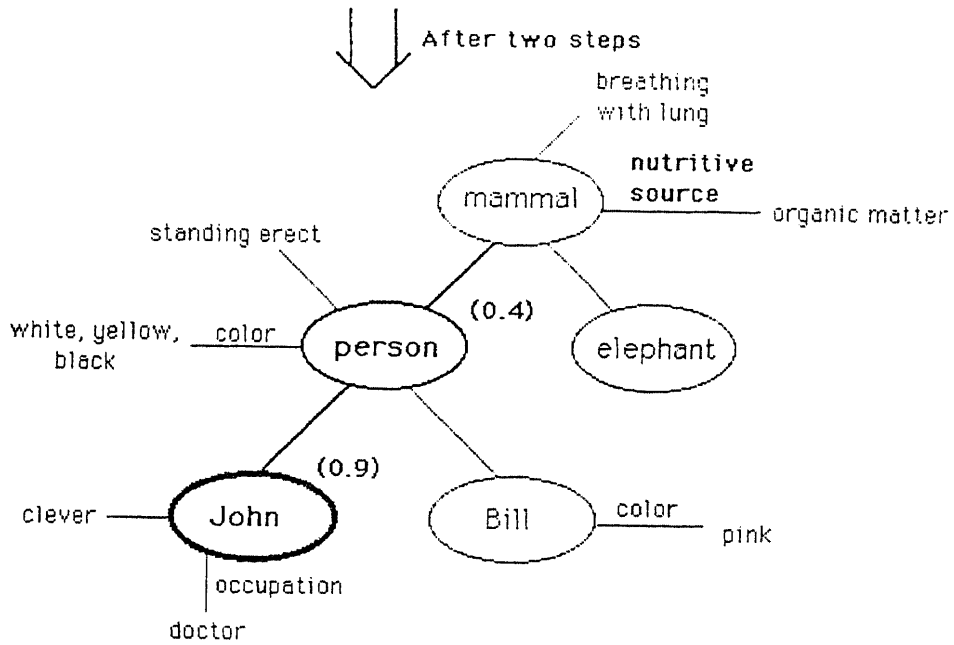 After two steps
breathing
with lung
nutritive
source
mammal
organic matter
standing erect
(0.4)
white, yellow,
black
color
person
elephant
(0.9)
clever
John
Bill
color
pink
occupation
doctor